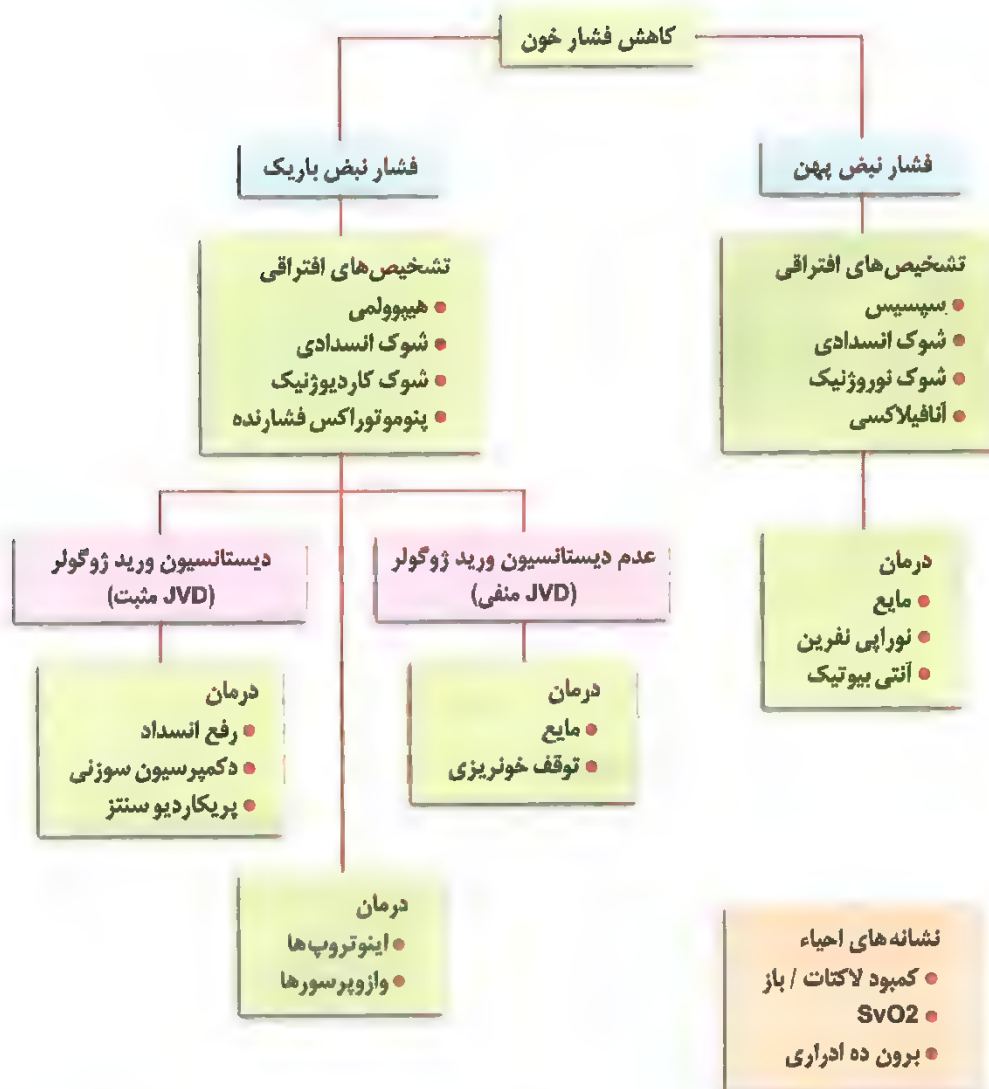 کاهش فشار خون
فشار نبض پهن
فشار نبض باریک
تشخیص‌های افتراقی
سپسیس
شوک انسدادی
شوک نوروژنیک
آنافیلاکسی
تشخیص‌های افتراقی
هیپوولمی
شوک انسدادی
شوک کاردیوژنیک
پنوموتوراکس فشارنده
عدم دیستانسیون ورید ژوگولر
(JVD منفی)
دیستانسیون ورید ژوگولر
(JVD مثبت)
درمان
مایع
نوراپی نفرین
آنتی بیوتیک
درمان
مایع
توقف خونریزی
درمان
رفع انسداد
دکمپرسیون سوزنی
پریکاردیو سنتز
درمان
اینوتروپ‌ها
وازوپرسورها
نشانه‌های احیاء
کمبود لاکتات / باز
SvO2
برون ده ادراری